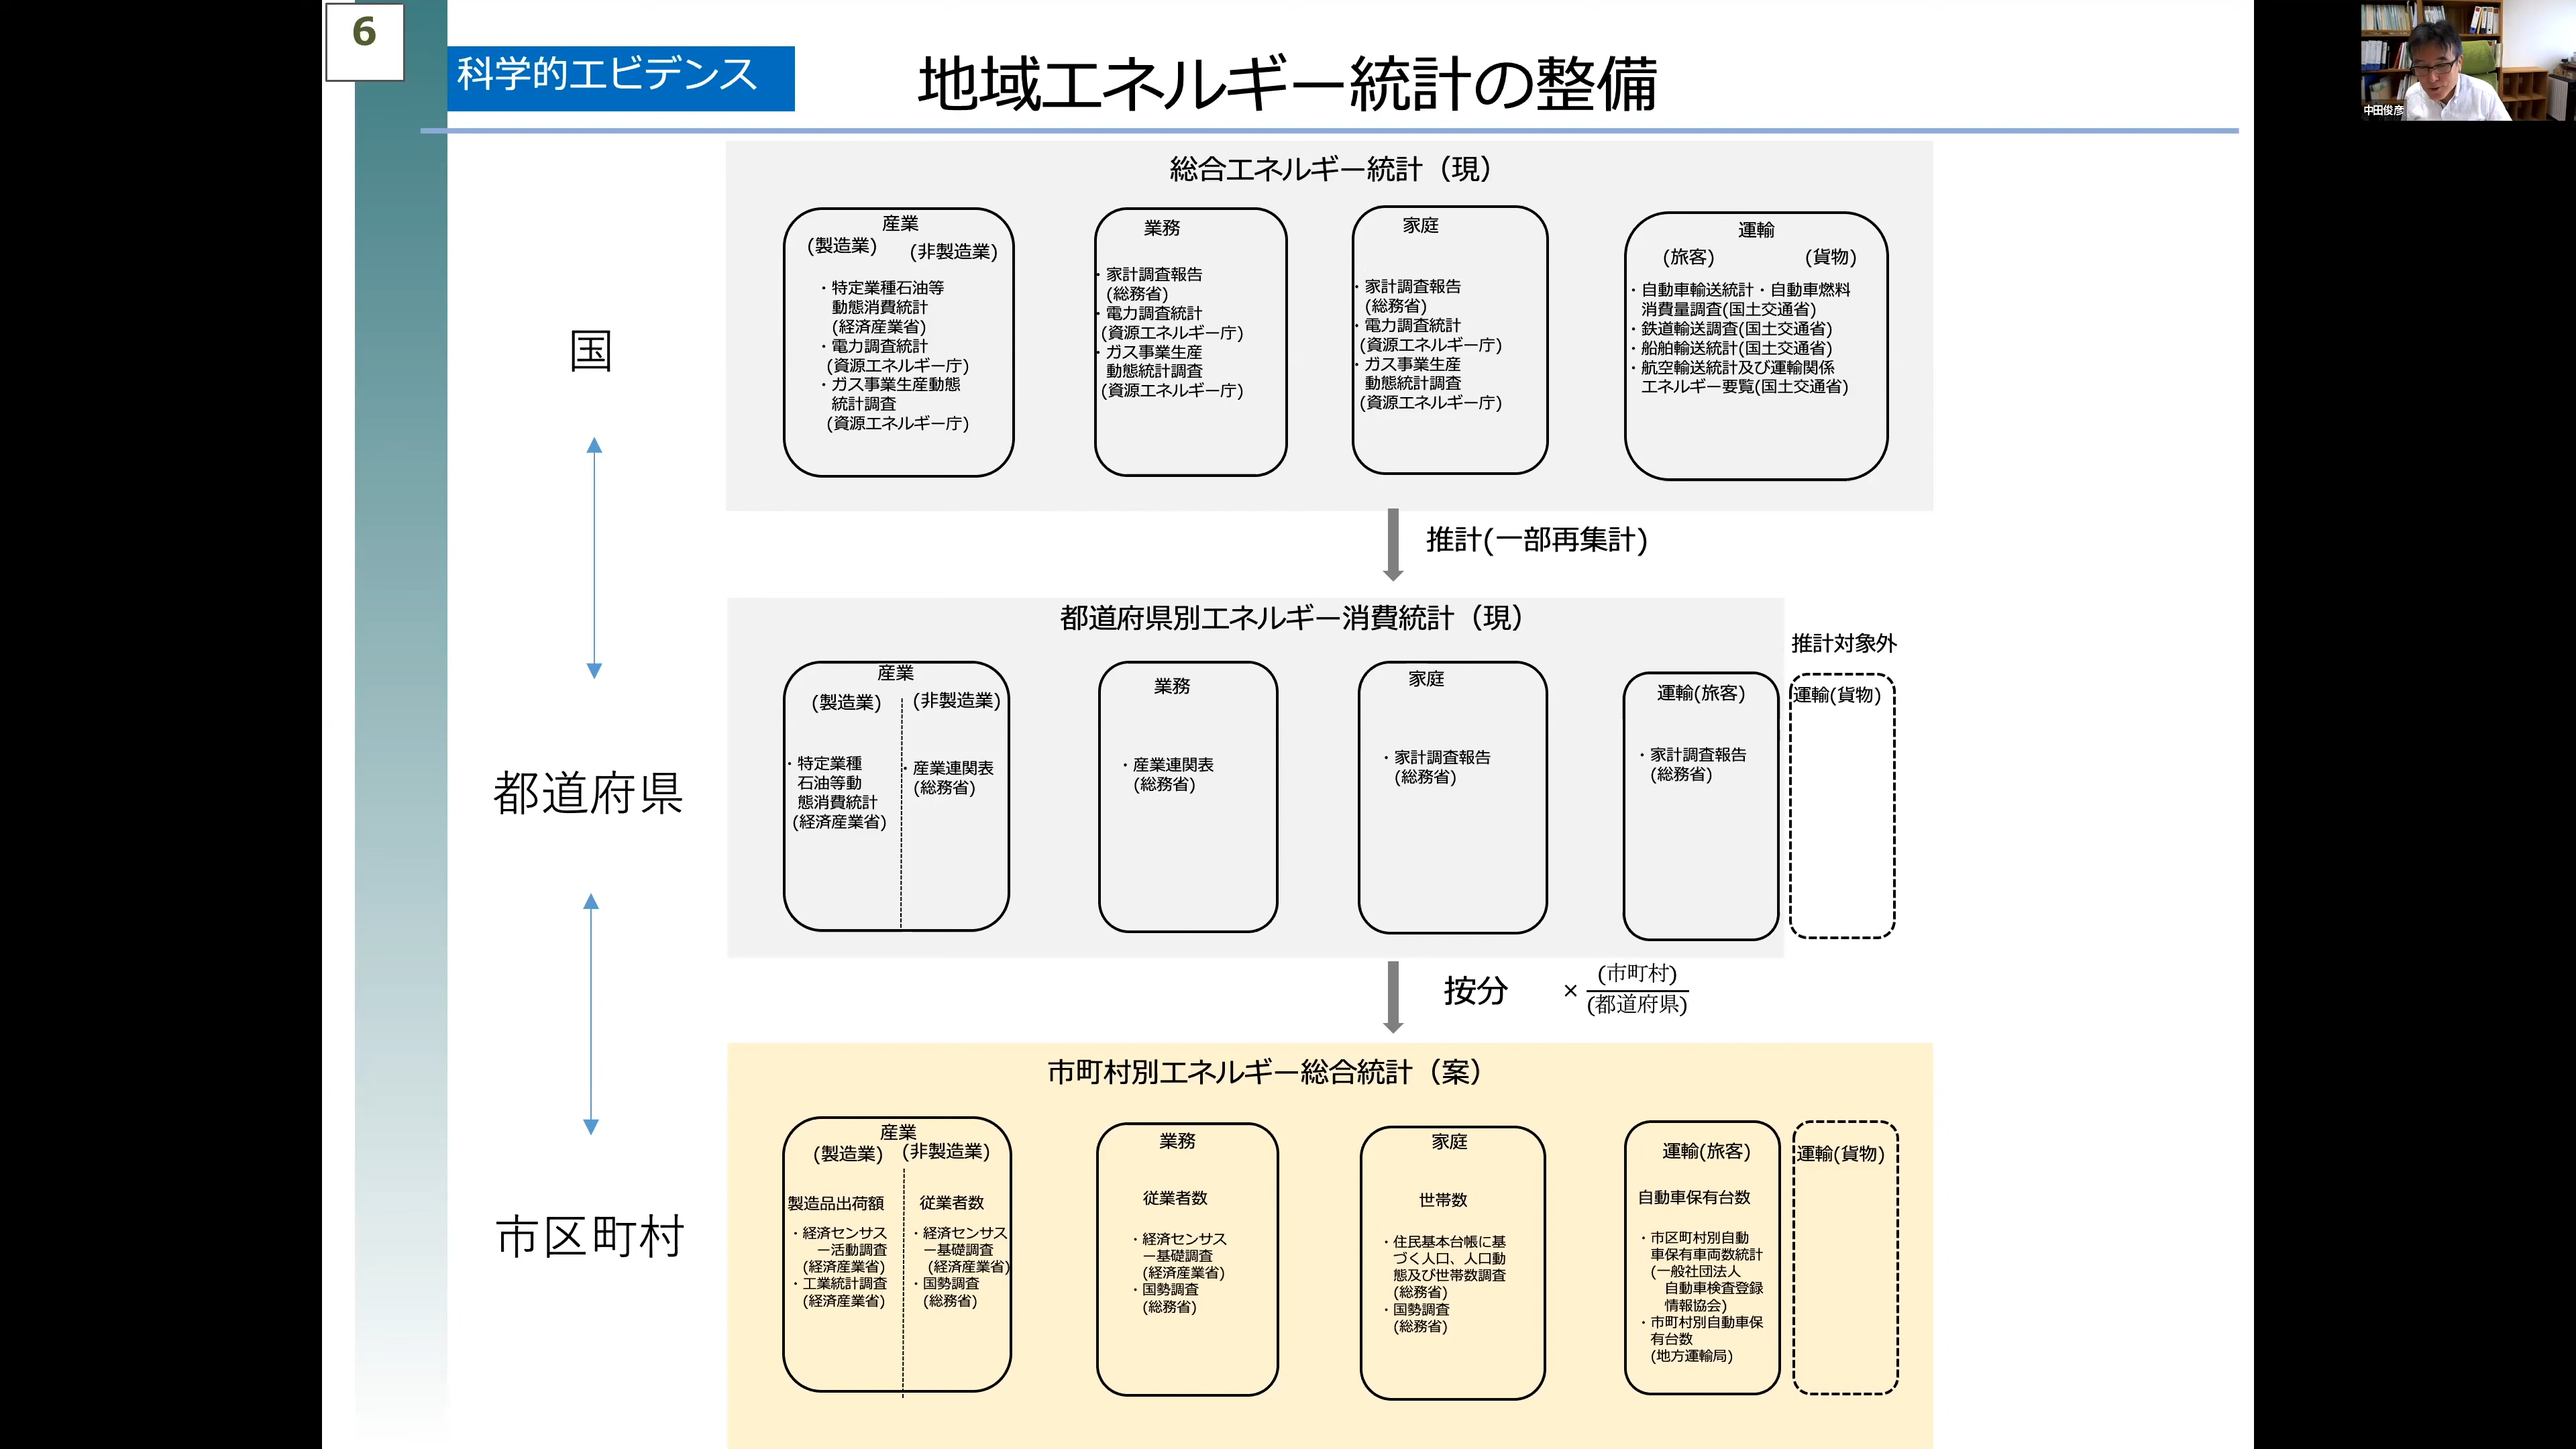 6
科学的エビデンス
地域エネルギー統計の整備
中田俊彦
総合エネルギー統計（現）
国
産業
(製造業)
(非製造業)
・特定業種石油等
動態消費統計
(経済産業省)
・電力調査統計
(資源エネルギー庁)
・ガス事業生産動態
統計調査
(資源エネルギー庁)
業務
・家計調査報告
(総務省)
・電力調査統計
(資源エネルギー庁)
・ガス事業生産
動態統計調査
(資源エネルギー庁)
家庭
・家計調査報告
(総務省)
・電力調査統計
(資源エネルギー庁)
・ガス事業生産
動態統計調査
(資源エネルギー庁)
運輸
(旅客)
(貨物)
・自動車輸送統計・自動車燃料
消費量調査(国土交通省)
・鉄道輸送調査(国土交通省)
・船舶輸送統計(国土交通省)
・航空輸送統計及び運輸関係
エネルギー要覧(国土交通省)
推計(一部再集計)
都道府県別エネルギー消費統計（現）
推計対象外
都道府県
産業
(製造業)
(非製造業)
・特定業種
石油等動
態消費統計
(経済産業省)
・産業連関表
(総務省)
業務
・産業連関表
(総務省)
家庭
・家計調査報告
(総務省)
運輸(旅客)
・家計調査報告
(総務省)
運輸(貨物)
按分
×
(市町村)
(都道府県)
市町村別エネルギー総合統計（案）
市区町村
産業
(製造業)
(非製造業)
製造品出荷額
・経済センサス
ー活動調査
(経済産業省)
・工業統計調査
(経済産業省)
従業者数
・経済センサス
ー基礎調査
(経済産業省)
・国勢調査
(総務省)
業務
従業者数
・経済センサス
ー基礎調査
(経済産業省)
・国勢調査
(総務省)
家庭
世帯数
・住民基本台帳に基
づく人口、人口動
態及び世帯数調査
(総務省)
・国勢調査
(総務省)
運輸(旅客)
自動車保有台数
・市区町村別自動
車保有車両数統計
(一般社団法人
自動車検査登録
情報協会)
・市町村別自動車保
有台数
(地方運輸局)
運輸(貨物)